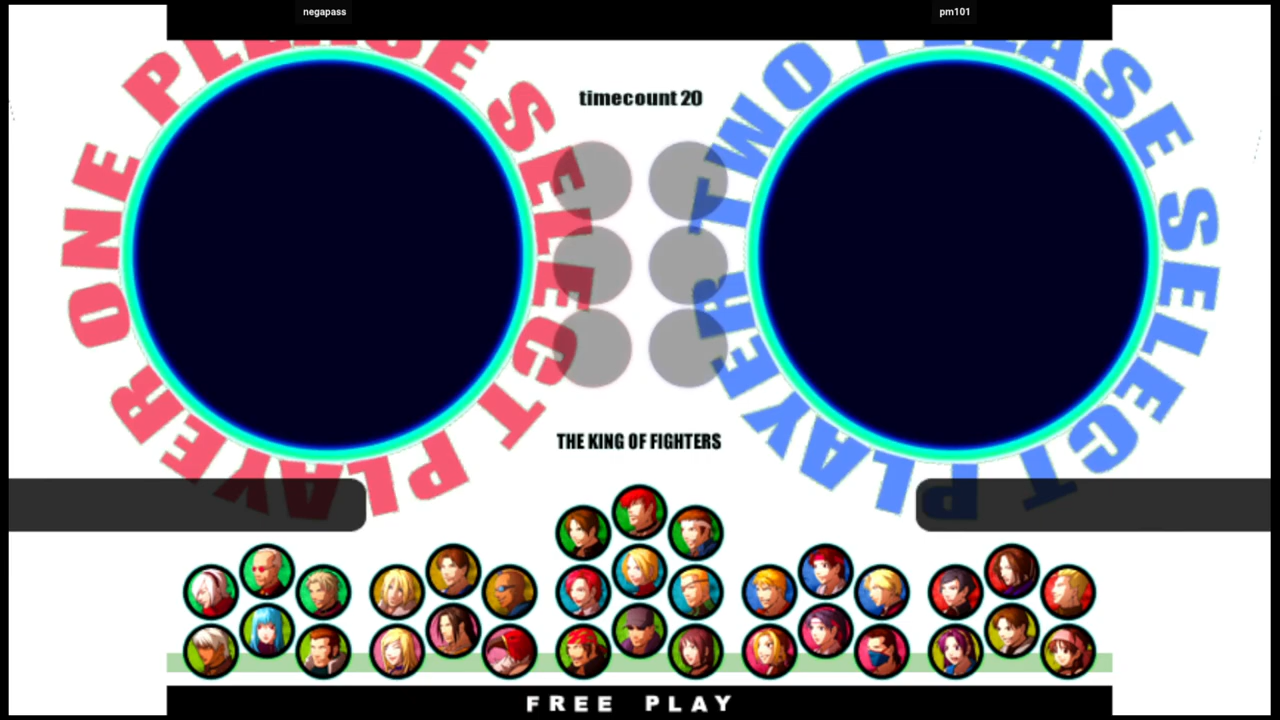 negapass
pm101
PLAYER ONE PLEASE SELECT
timecount 20
PLAYER TWO PLEASE SELECT
THE KING OF FIGHTERS
FREE PLAY